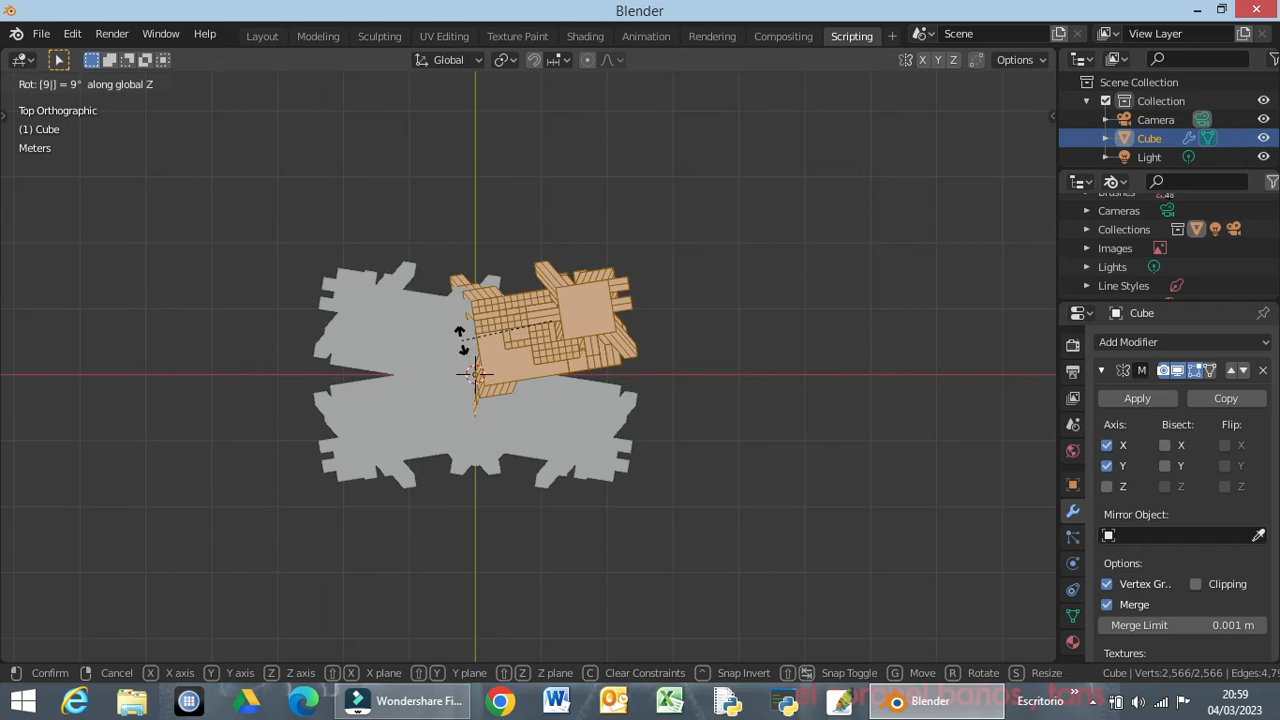 Blender
File Edit Render Window Help Layout Modeling Sculpting UV Editing Texture Paint Shading Animation Rendering Compositing Scripting + Scene View Layer
Global X Y Z Options
Rot: [9|] = 9° along global Z
Top Orthographic
(1) Cube
Meters
Scene Collection
Collection
Camera
Cube
Light
Brushes 48
Cameras
Collections
Images
Lights
Line Styles
Cube
Add Modifier
M
Apply Copy
Axis: Bisect: Flip:
X X X
Y Y Y
Z Z Z
Mirror Object:
Options:
Vertex Gr.. Clipping
Merge
Merge Limit 0.001 m
Textures:
Confirm Cancel X X axis Y Y axis Z Z axis X X plane Y Y plane Z Z plane C Clear Constraints Snap Invert Snap Toggle G Move R Rotate S Resize Cube | Verts:2,566/2,566 | Edges:4,79
Wondershare Fi... Blender Escritorio
20:59
04/03/2023